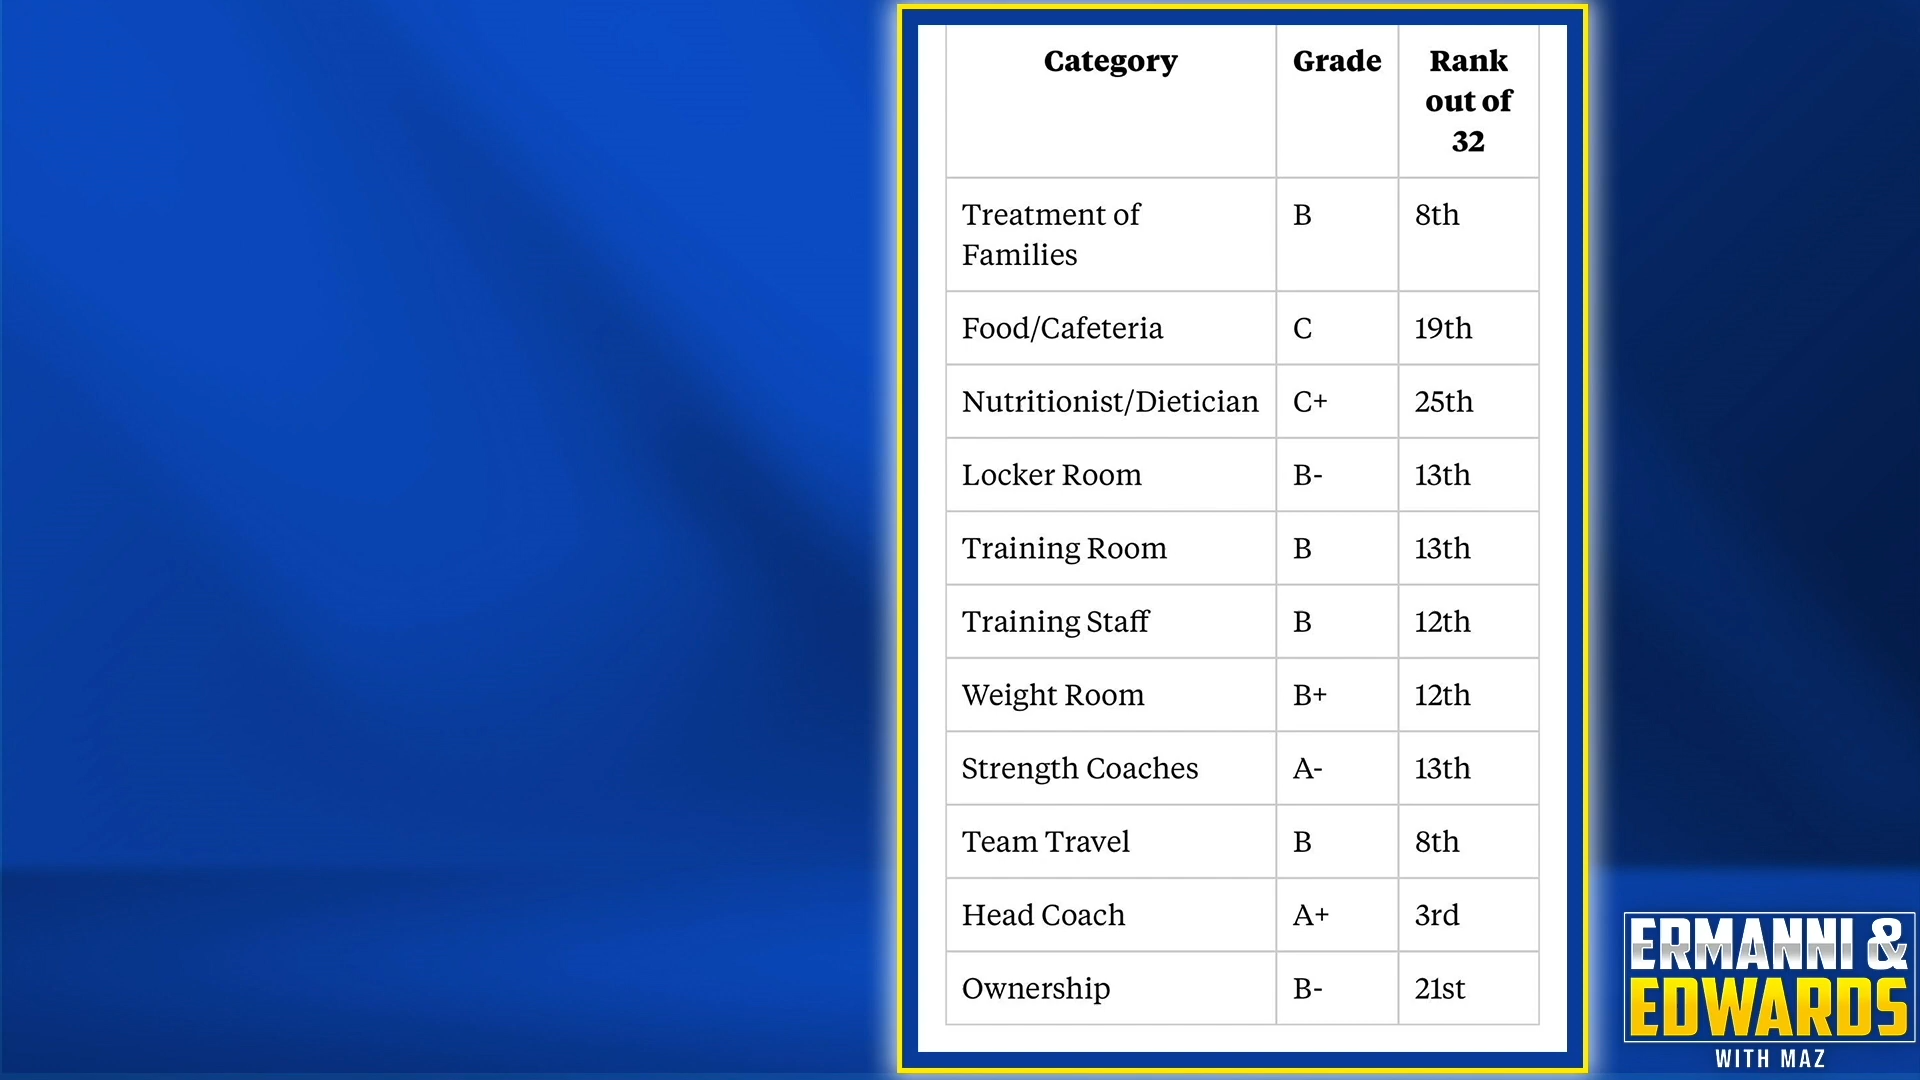 Category Grade Rank
out of
32
Treatment of B 8th
Families
Food/Cafeteria C 19th
Nutritionist/Dietician C+ 25th
Locker Room B- 13th
Training Room B 13th
Training Staff B 12th
Weight Room B+ 12th
Strength Coaches A- 13th
Team Travel B 8th
Head Coach A+ 3rd
Ownership B- 21st
ERMANNI &
EDWARDS
WITH MAZ